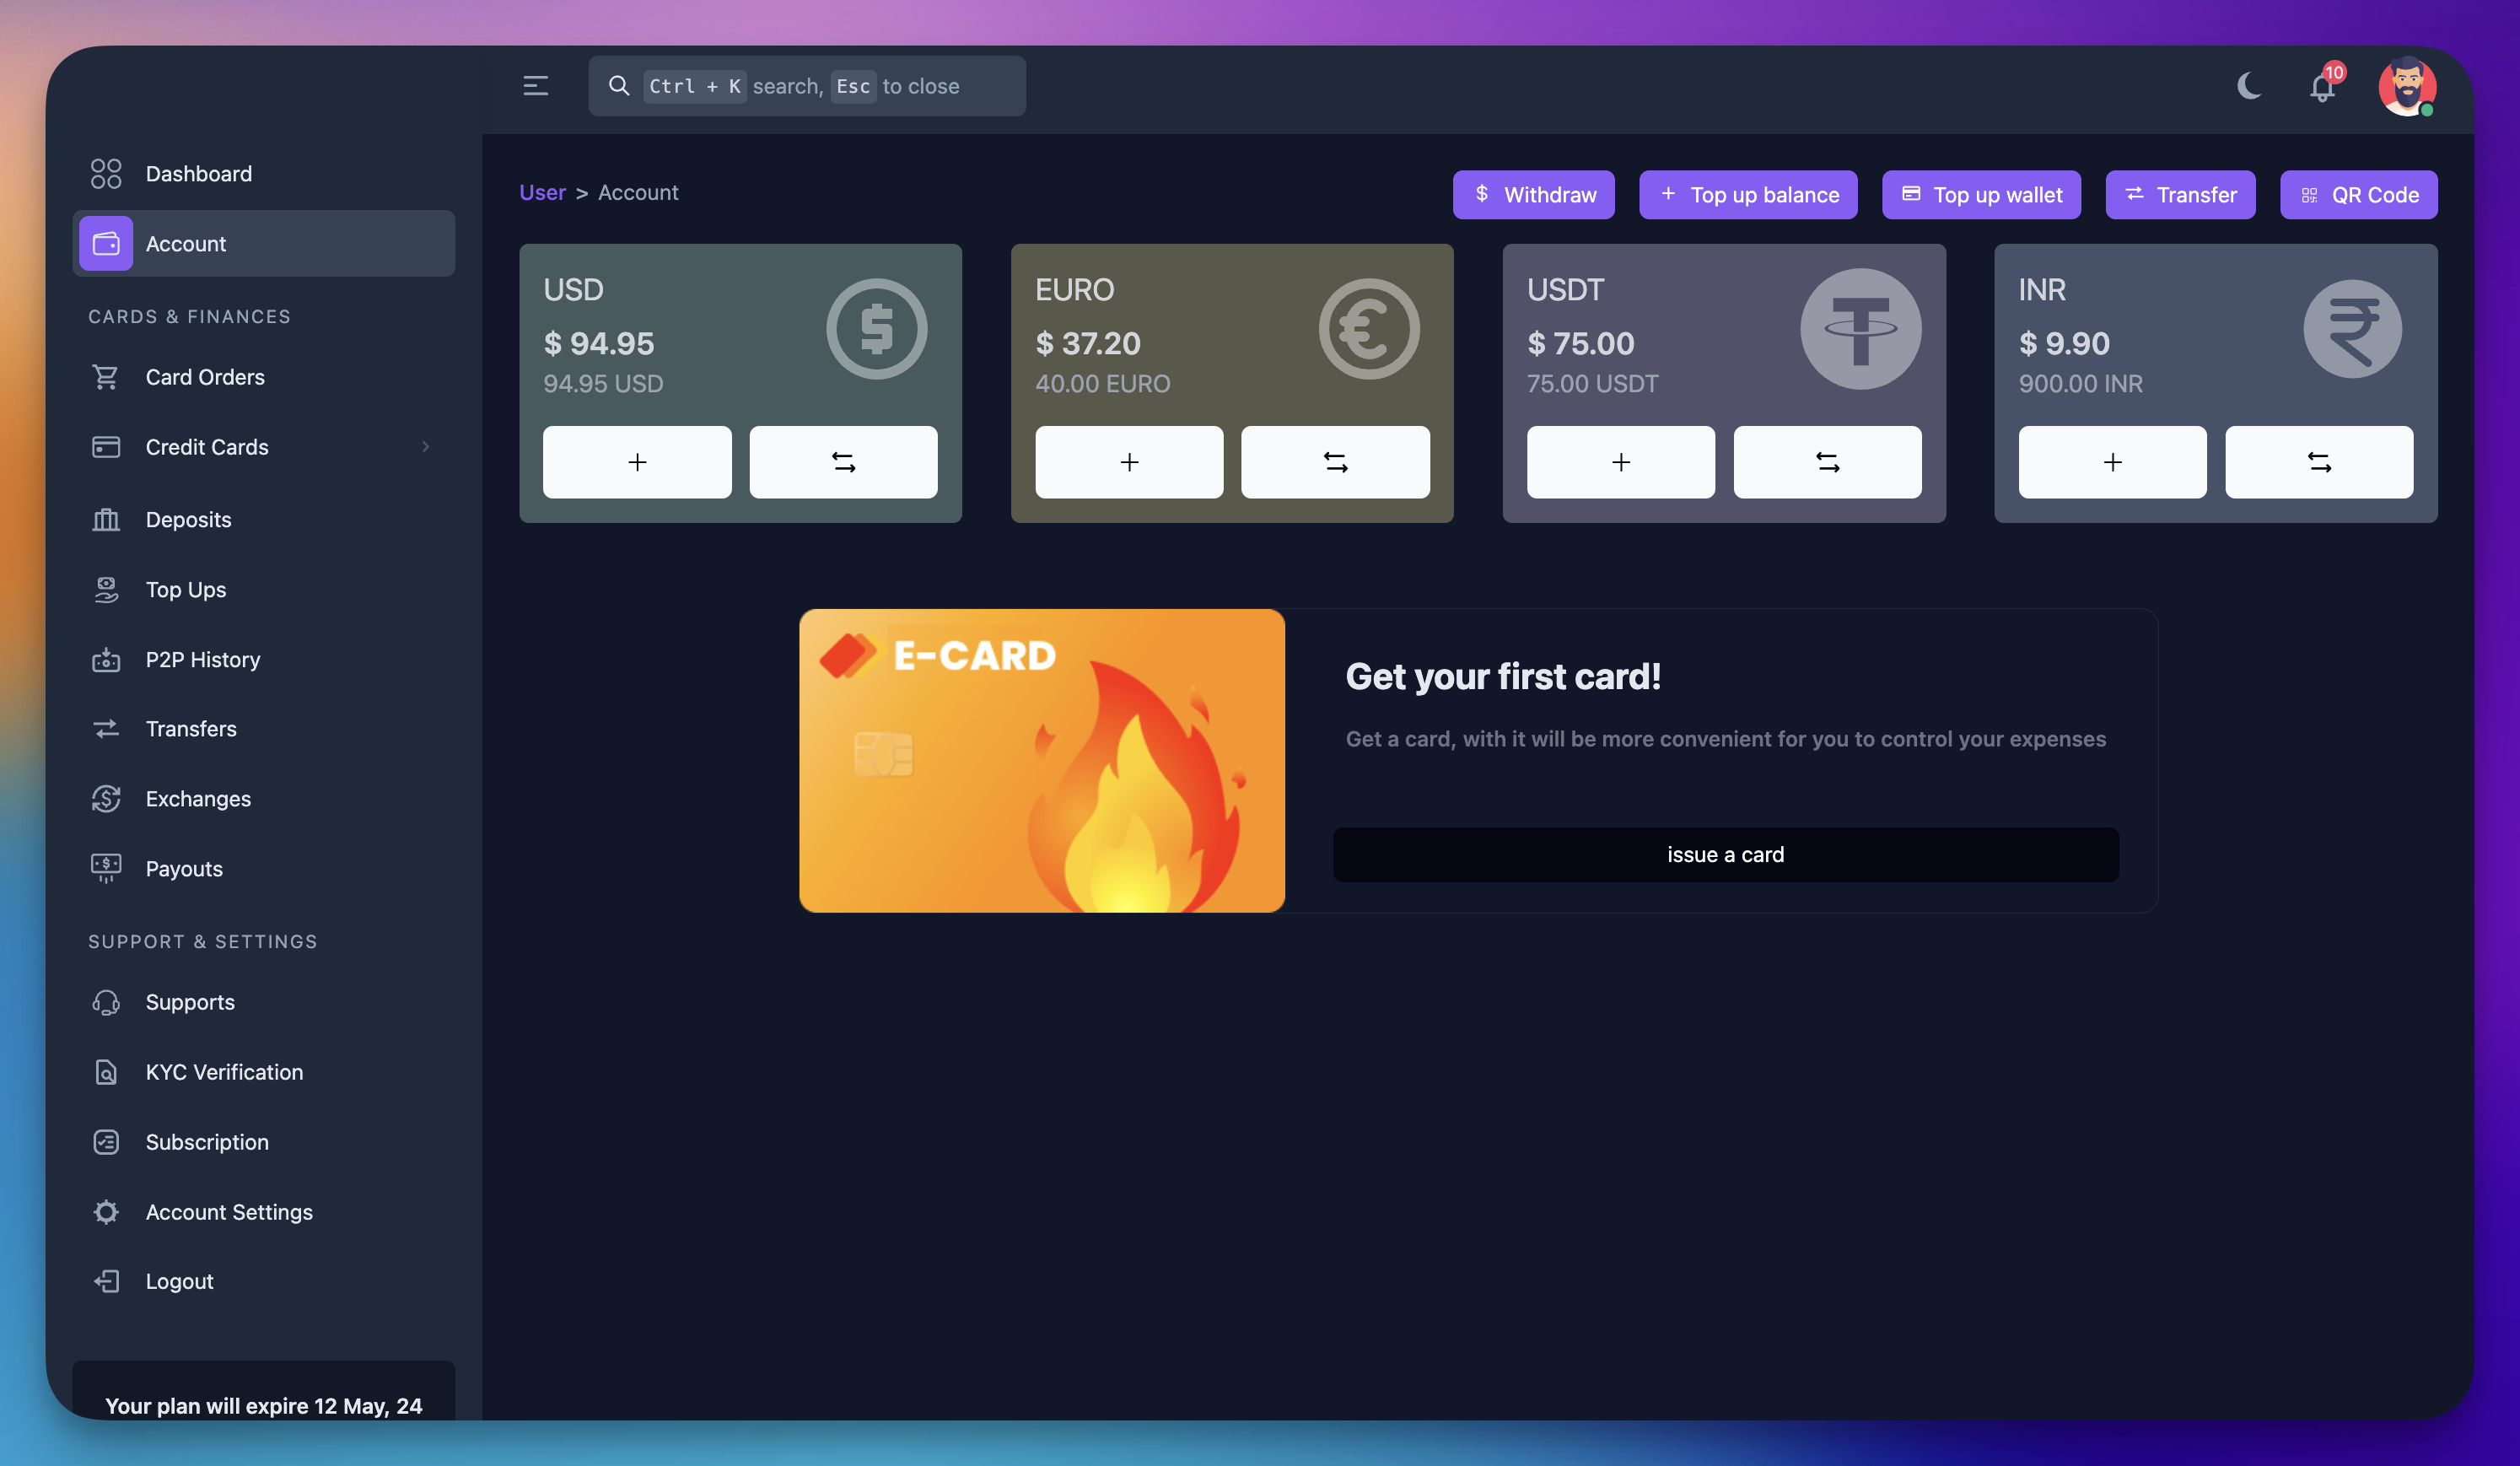 Ctrl + K search, Esc to close
10
Dashboard
Account
CARDS & FINANCES
Card Orders
Credit Cards
Deposits
Top Ups
P2P History
Transfers
Exchanges
Payouts
SUPPORT & SETTINGS
Supports
KYC Verification
Subscription
Account Settings
Logout
Your plan will expire 12 May, 24
User > Account
Withdraw
Top up balance
Top up wallet
Transfer
QR Code
USD
$ 94.95
94.95 USD
EURO
$ 37.20
40.00 EURO
USDT
$ 75.00
75.00 USDT
INR
$ 9.90
900.00 INR
E-CARD
Get your first card!
Get a card, with it will be more convenient for you to control your expenses
issue a card